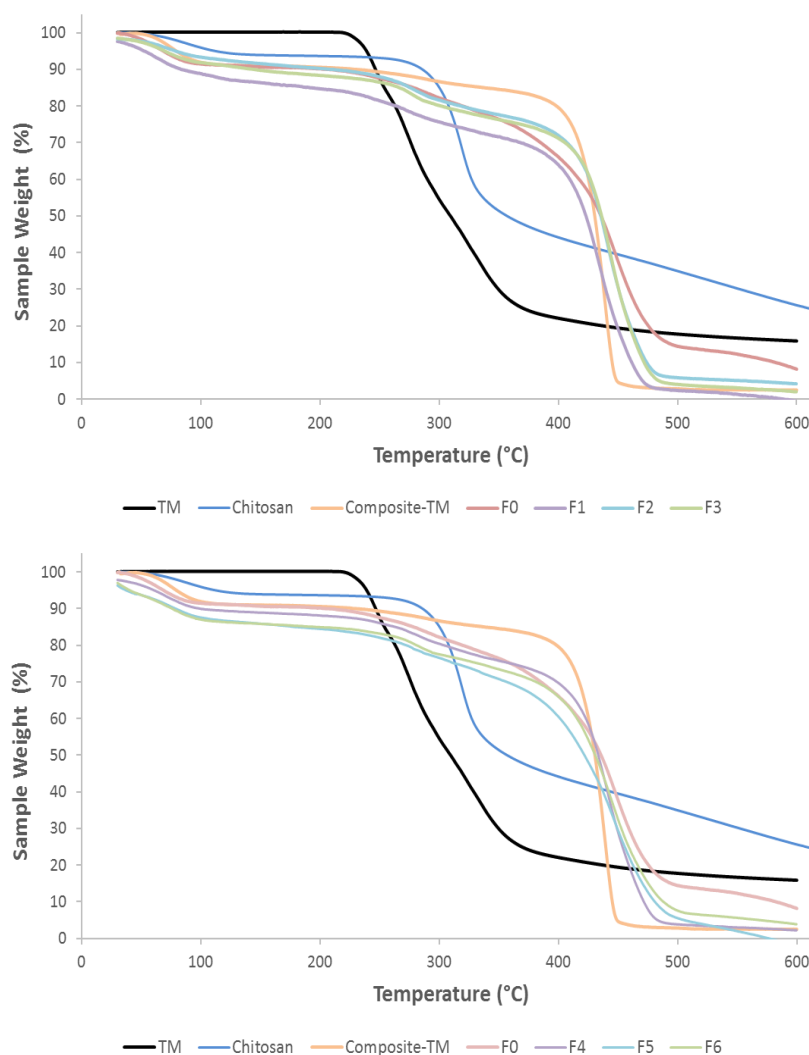 100
90
80
70
60
50
40
30
20
10
0
Sample Weight (%)
0 100 200 300 400 500 600
Temperature (°C)
TM Chitosan Composite-TM F0 F1 F2 F3
100
90
80
70
60
50
40
30
20
10
0
Sample Weight (%)
0 100 200 300 400 500 600
Temperature (°C)
TM Chitosan Composite-TM F0 F4 F5 F6